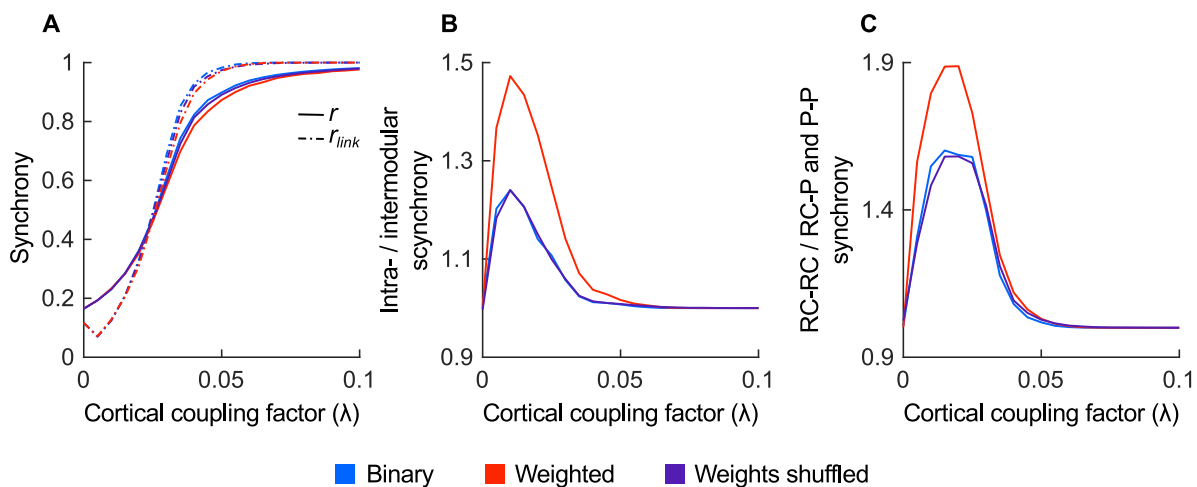 A
B
C
Synchrony
1
0.8
0.6
0.4
0.2
0
0
0.05
0.1
Cortical coupling factor (λ)
r
r link
Intra- / intermodular
scynchrony
1.5
1.3
1.1
0.9
0
0.05
0.1
Cortical coupling factor (λ)
RC-RC / RC-P and P-P
synchrony
1.9
1.4
0.9
0
0.05
0.1
Cortical coupling factor (λ)
Binary
Weighted
Weights shuffled